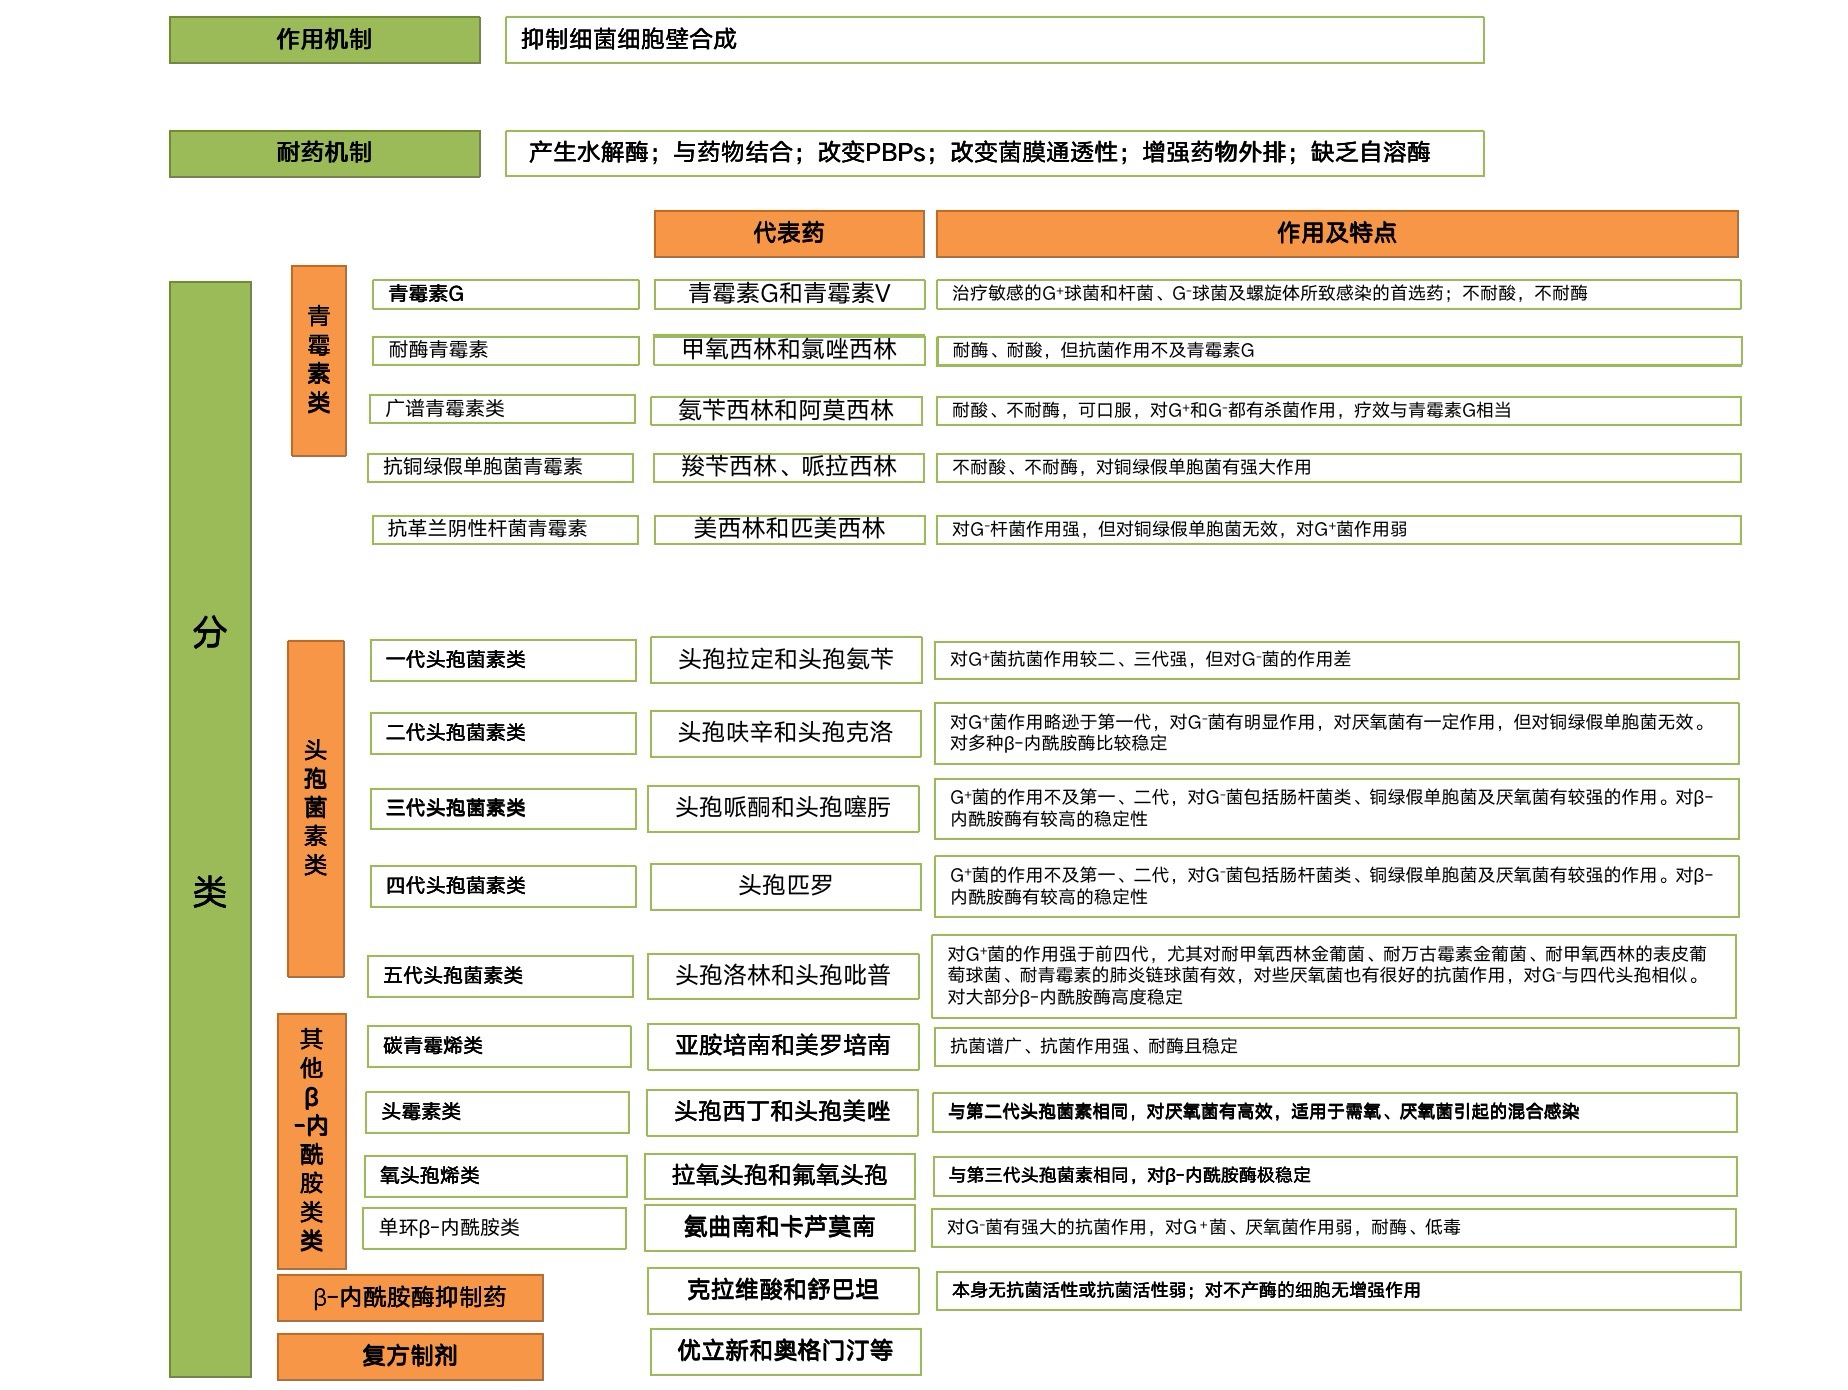 作用机制
抑制细菌细胞壁合成
耐药机制
产生水解酶；与药物结合；改变PBPs；改变菌膜通透性；增强药物外排；缺乏自溶酶
代表药
作用及特点
分
类
青
霉
素
类
青霉素G
青霉素G和青霉素V
治疗敏感的G⁺球菌和杆菌、G⁻球菌及螺旋体所致感染的首选药；不耐酸，不耐酶
耐酶青霉素
甲氧西林和氯唑西林
耐酶、耐酸，但抗菌作用不及青霉素G
广谱青霉素类
氨苄西林和阿莫西林
耐酸、不耐酶，可口服，对G⁺和G⁻都有杀菌作用，疗效与青霉素G相当
抗铜绿假单胞菌青霉素
羧苄西林、哌拉西林
不耐酸、不耐酶，对铜绿假单胞菌有强大作用
抗革兰阴性杆菌青霉素
美西林和匹美西林
对G⁻杆菌作用强，但对铜绿假单胞菌无效，对G⁺菌作用弱
头
孢
菌
素
类
一代头孢菌素类
头孢拉定和头孢氨苄
对G⁺菌抗菌作用较二、三代强，但对G⁻菌的作用差
二代头孢菌素类
头孢呋辛和头孢克洛
对G⁺菌作用略逊于第一代，对G⁻菌有明显作用，对厌氧菌有一定作用，但对铜绿假单胞菌无效。
对多种β-内酰胺酶比较稳定
三代头孢菌素类
头孢哌酮和头孢噻肟
G⁺菌的作用不及第一、二代，对G⁻菌包括肠杆菌类、铜绿假单胞菌及厌氧菌有较强的作用。对β-
内酰胺酶有较高的稳定性
四代头孢菌素类
头孢匹罗
G⁺菌的作用不及第一、二代，对G⁻菌包括肠杆菌类、铜绿假单胞菌及厌氧菌有较强的作用。对β-
内酰胺酶有较高的稳定性
五代头孢菌素类
头孢洛林和头孢吡普
对G⁺菌的作用强于前四代，尤其对耐甲氧西林金葡菌、耐万古霉素金葡菌、耐甲氧西林的表皮葡
萄球菌、耐青霉素的肺炎链球菌有效，对些厌氧菌也有很好的抗菌作用，对G⁻与四代头孢相似。
对大部分β-内酰胺酶高度稳定
其
他
β
-内
酰
胺
类
类
碳青霉烯类
亚胺培南和美罗培南
抗菌谱广、抗菌作用强、耐酶且稳定
头霉素类
头孢西丁和头孢美唑
与第二代头孢菌素相同，对厌氧菌有高效，适用于需氧、厌氧菌引起的混合感染
氧头孢烯类
拉氧头孢和氟氧头孢
与第三代头孢菌素相同，对β-内酰胺酶极稳定
单环β-内酰胺类
氨曲南和卡芦莫南
对G⁻菌有强大的抗菌作用，对G⁺菌、厌氧菌作用弱，耐酶、低毒
β-内酰胺酶抑制药
克拉维酸和舒巴坦
本身无抗菌活性或抗菌活性弱；对不产酶的细胞无增强作用
复方制剂
优立新和奥格门汀等